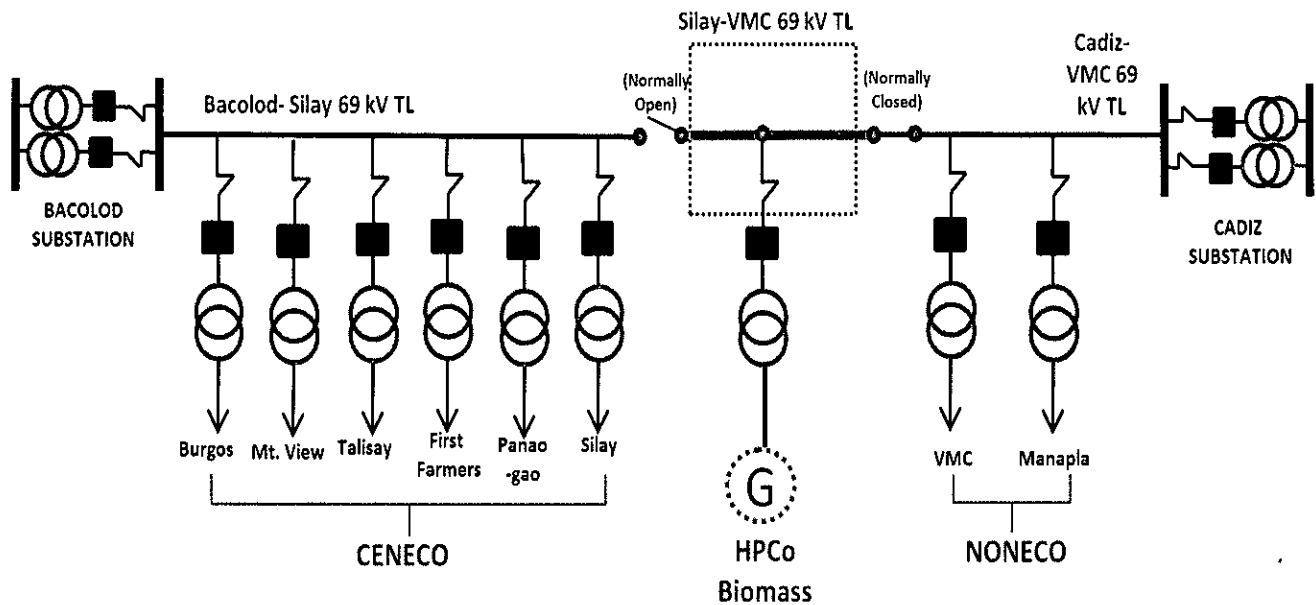 Silay-VMC 69 kV TL
Cadiz-
VMC 69
kV TL
(Normally
Open)
(Normally
Closed)
Bacolod- Silay 69 kV TL
BACOLOD
SUBSTATION
CADIZ
SUBSTATION
Burgos
Mt. View
Talisay
First
Farmers
Panao
-gao
Silay
VMC
Manapla
G
CENECO
HPCo
Biomass
NONECO